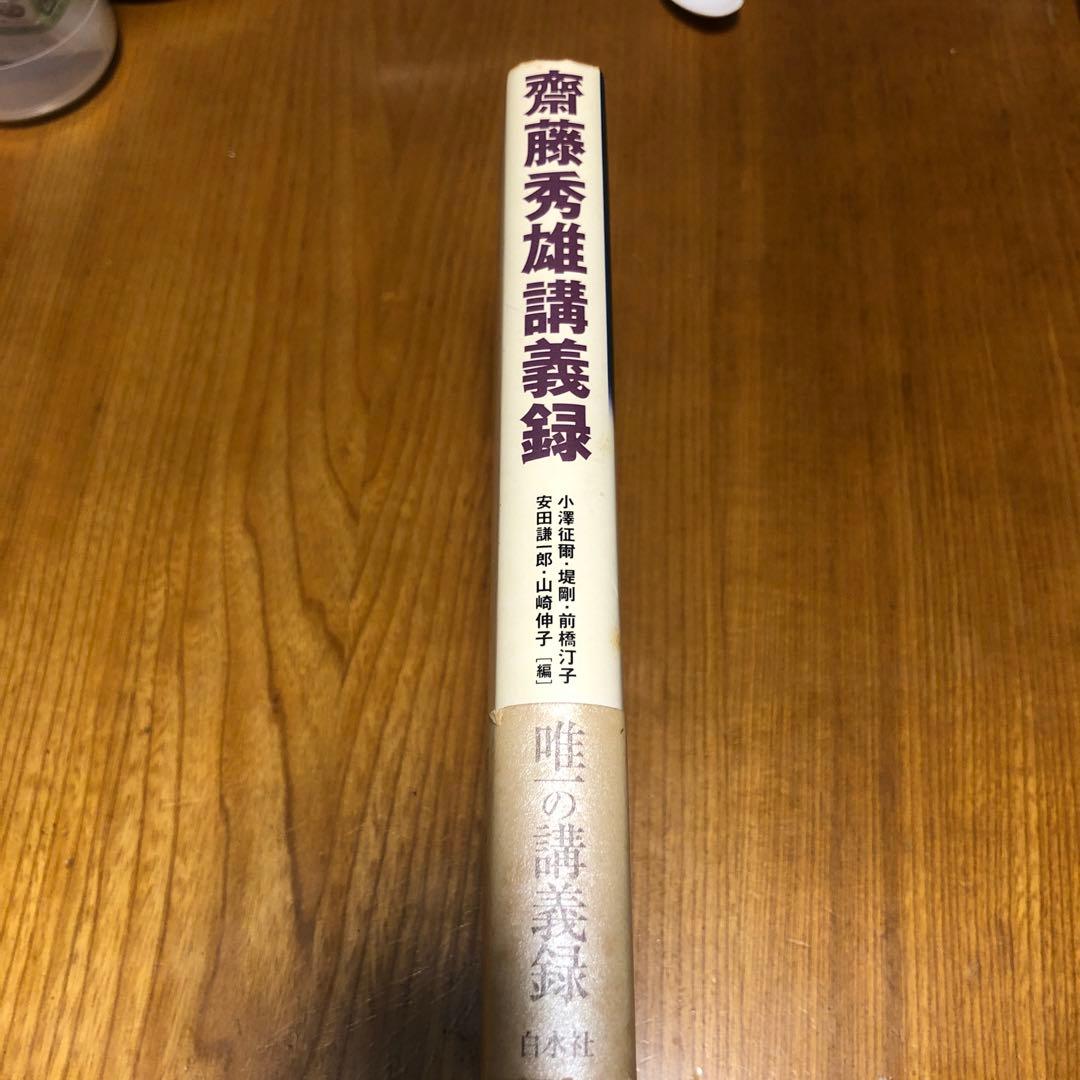 齋藤秀雄講義録
小澤征爾・堤剛・前橋汀子
安田謙一郎・山崎伸子[編]
唯一の講義録
白水社